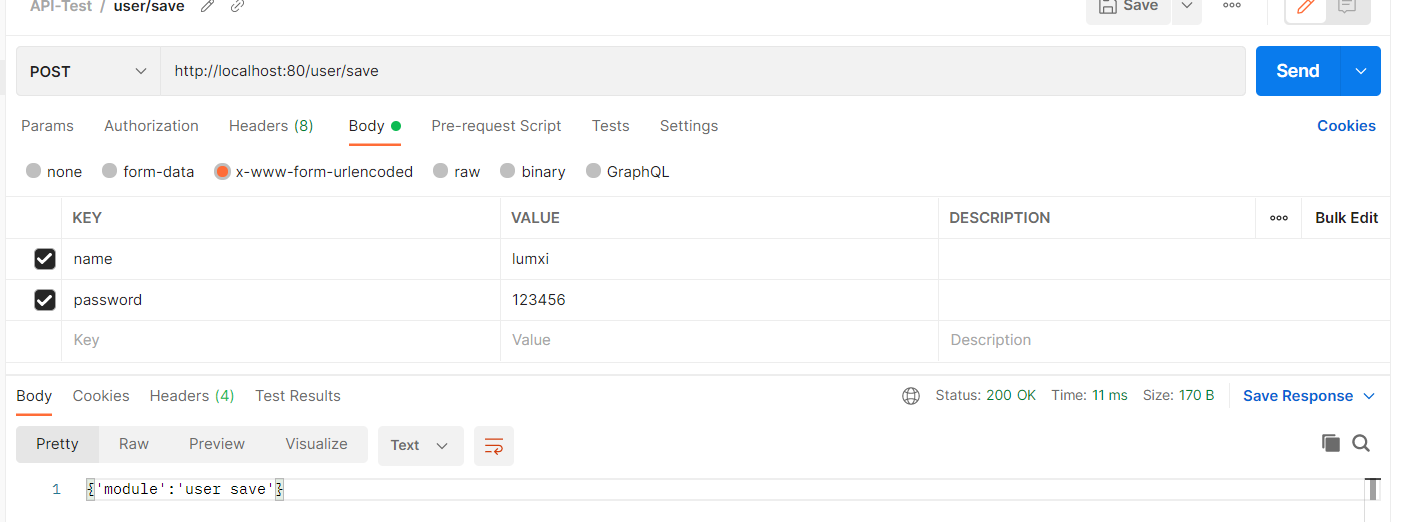 API-Test / user/save Save
POST http://localhost:80/user/save Send
Params Authorization Headers (8) Body Pre-request Script Tests Settings Cookies
none form-data x-www-form-urlencoded raw binary GraphQL
KEY VALUE DESCRIPTION ooo Bulk Edit
name lumxi
password 123456
Key Value Description
Body Cookies Headers (4) Test Results Status: 200 OK Time: 11 ms Size: 170 B Save Response
Pretty Raw Preview Visualize Text
1 {'module':'user save'}